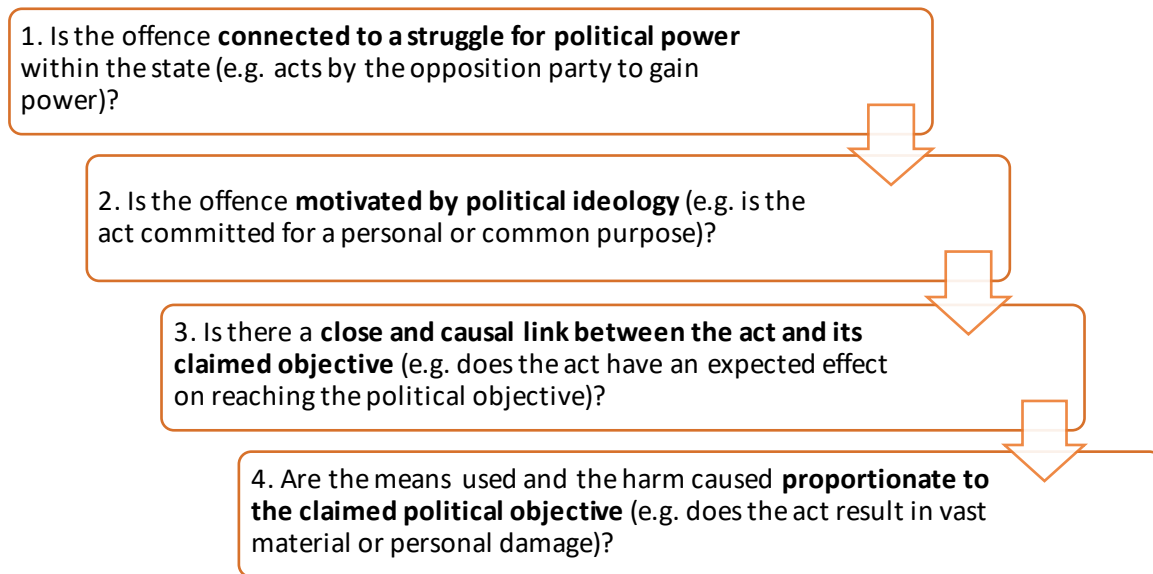 1. Is the offence connected to a struggle for political power
within the state (e.g. acts by the opposition party to gain
power)?
2. Is the offence motivated by political ideology (e.g. is the
act committed for a personal or common purpose)?
3. Is there a close and causal link between the act and its
claimed objective (e.g. does the act have an expected effect
on reaching the political objective)?
4. Are the means used and the harm caused proportionate to
the claimed political objective (e.g. does the act result in vast
material or personal damage)?